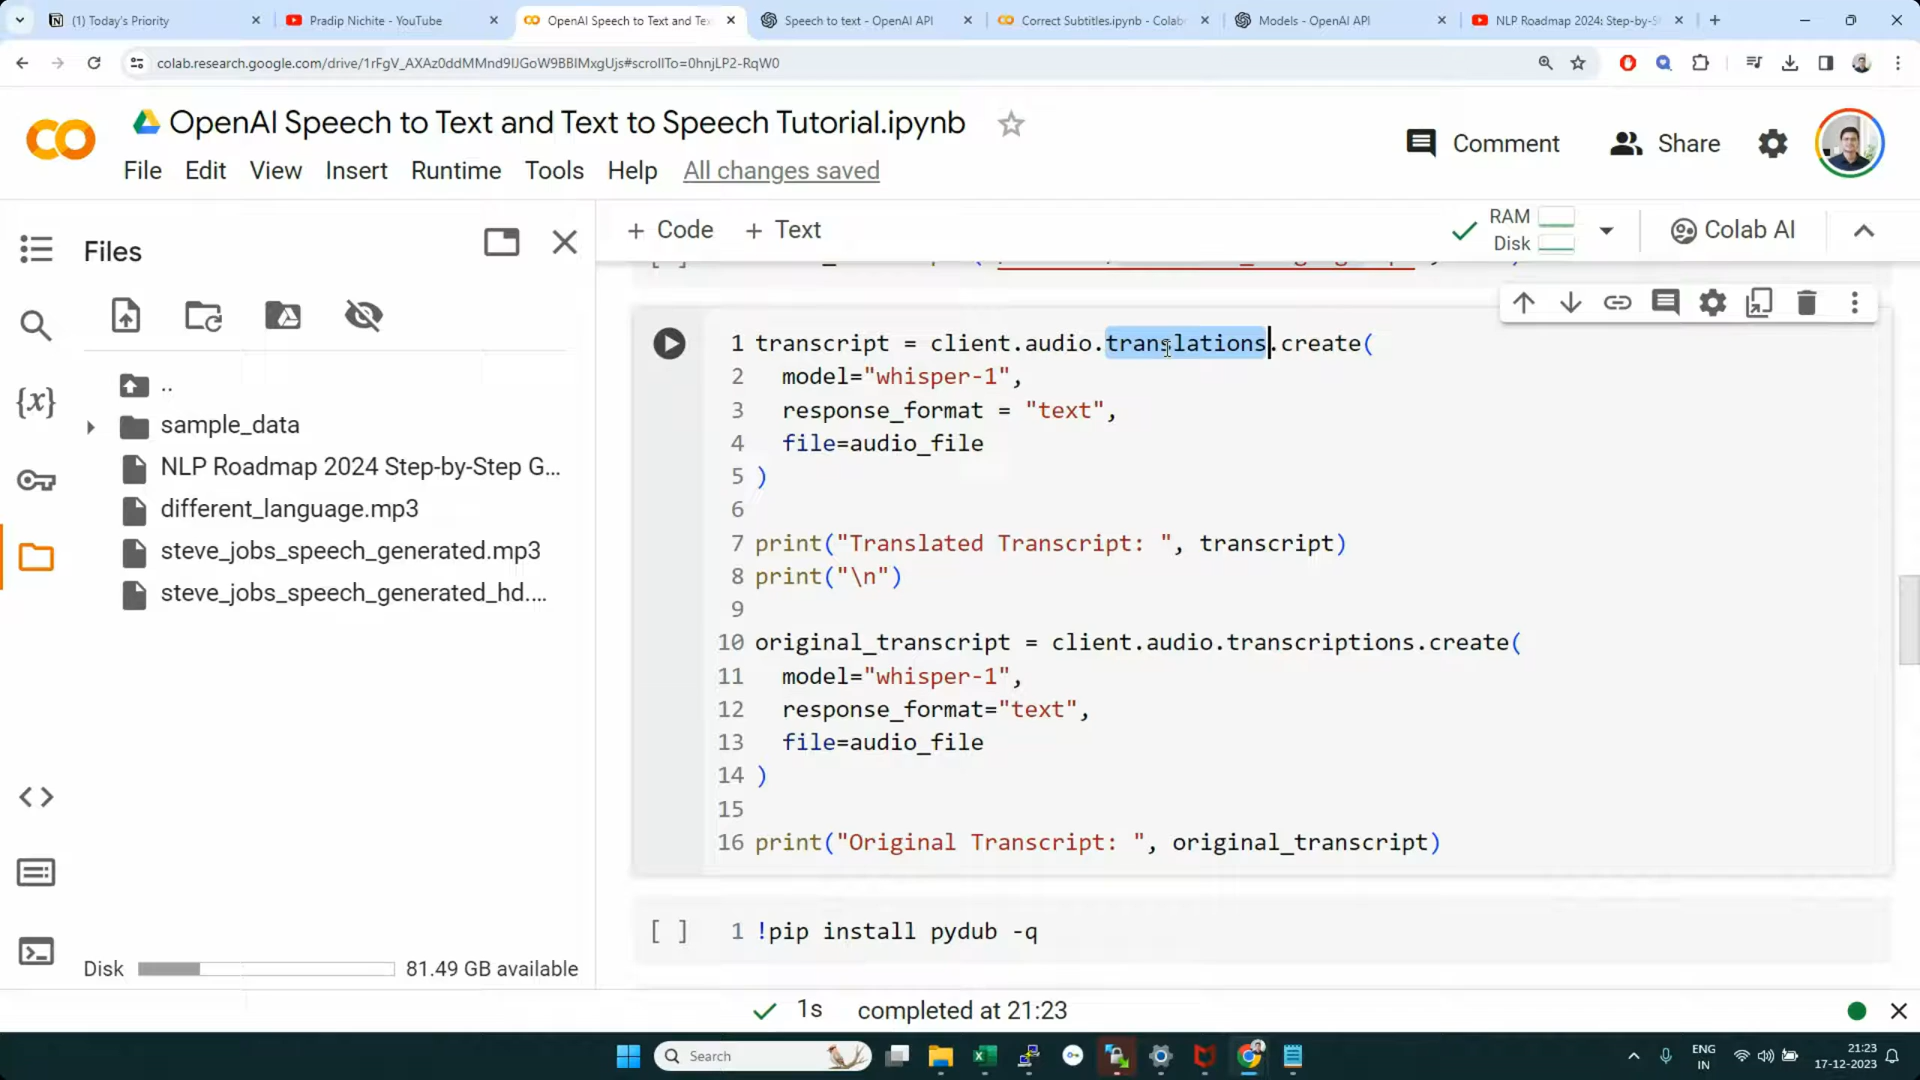 (1) Today's Priority
Pradip Nichite - YouTube
OpenAI Speech to Text and Tex
Speech to text - OpenAI API
Correct Subtitles.ipynb - Colab
Models - OpenAI API
NLP Roadmap 2024: Step-by-S
colab.research.google.com/drive/1rFgV_AXAz0ddMMnd9IJGoW9BBIMxgUjs#scrollTo=0hnjLP2-RqW0
OpenAI Speech to Text and Text to Speech Tutorial.ipynb
Comment
Share
File Edit View Insert Runtime Tools Help All changes saved
Files
+ Code + Text
RAM
Disk
Colab AI
..
sample_data
NLP Roadmap 2024 Step-by-Step G...
different_language.mp3
steve_jobs_speech_generated.mp3
steve_jobs_speech_generated_hd....
{x}
Disk
81.49 GB available
1 transcript = client.audio.translations.create(
2 model="whisper-1",
3 response_format = "text",
4 file=audio_file
5 )
6
7 print("Translated Transcript: ", transcript)
8 print("\n")
9
10 original_transcript = client.audio.transcriptions.create(
11 model="whisper-1",
12 response_format="text",
13 file=audio_file
14 )
15
16 print("Original Transcript: ", original_transcript)
[ ] 1 !pip install pydub -q
1s completed at 21:23
Search
ENG
IN
21:23
17-12-2023